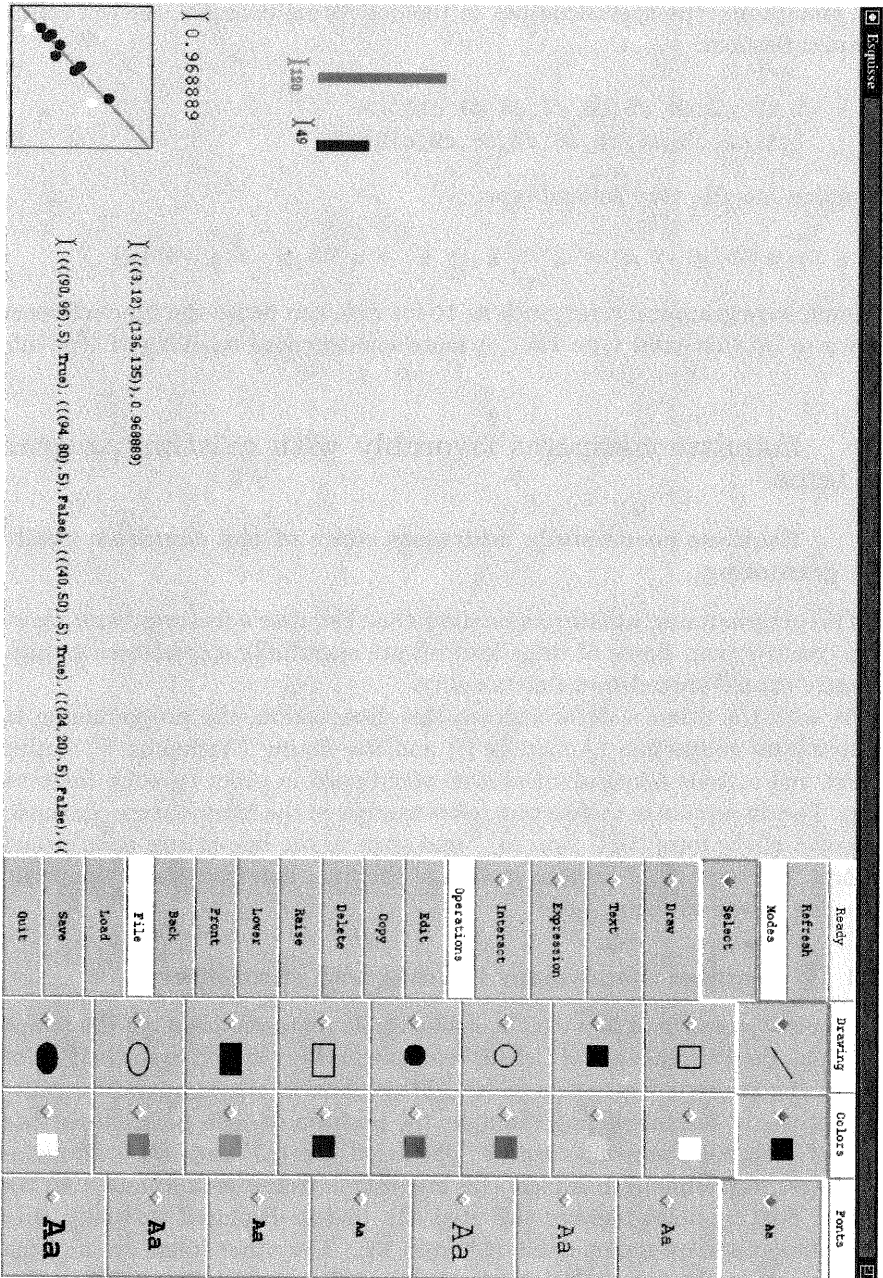 Esquisse
180
49
0.968889
(((3,12),(136,135)),0.968889)
[((((90,96),5),True),(((94,80),5),False),(((40,50),5),True),(((24,20),5),False),((
Ready
Refresh
Modes
Select
Draw
Text
Expression
Interact
Operations
Edit
Copy
Delete
Raise
Lower
Front
Back
File
Load
Save
Quit
Drawing
Colors
Fonts
Aa
Aa
Aa
Aa
Aa
Aa
Aa
Aa